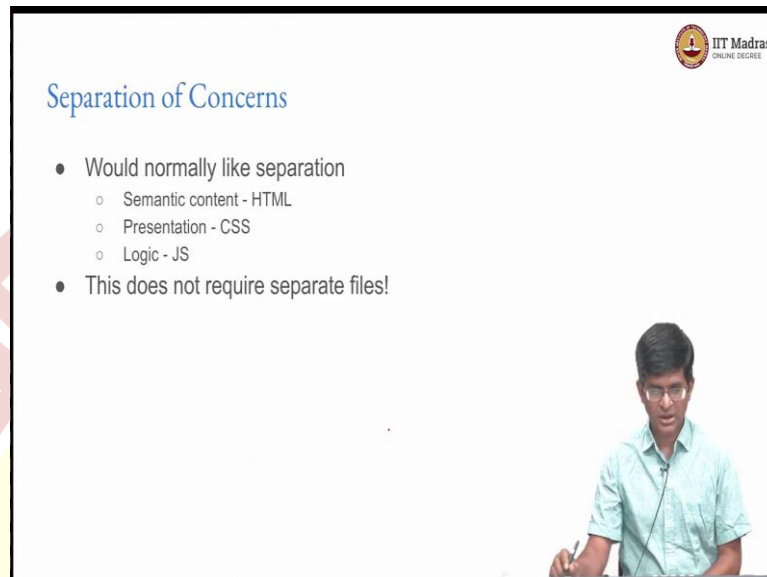 IIT Madras
ONLINE DEGREE
Separation of Concerns
● Would normally like separation
○ Semantic content - HTML
○ Presentation - CSS
○ Logic - JS
● This does not require separate files!